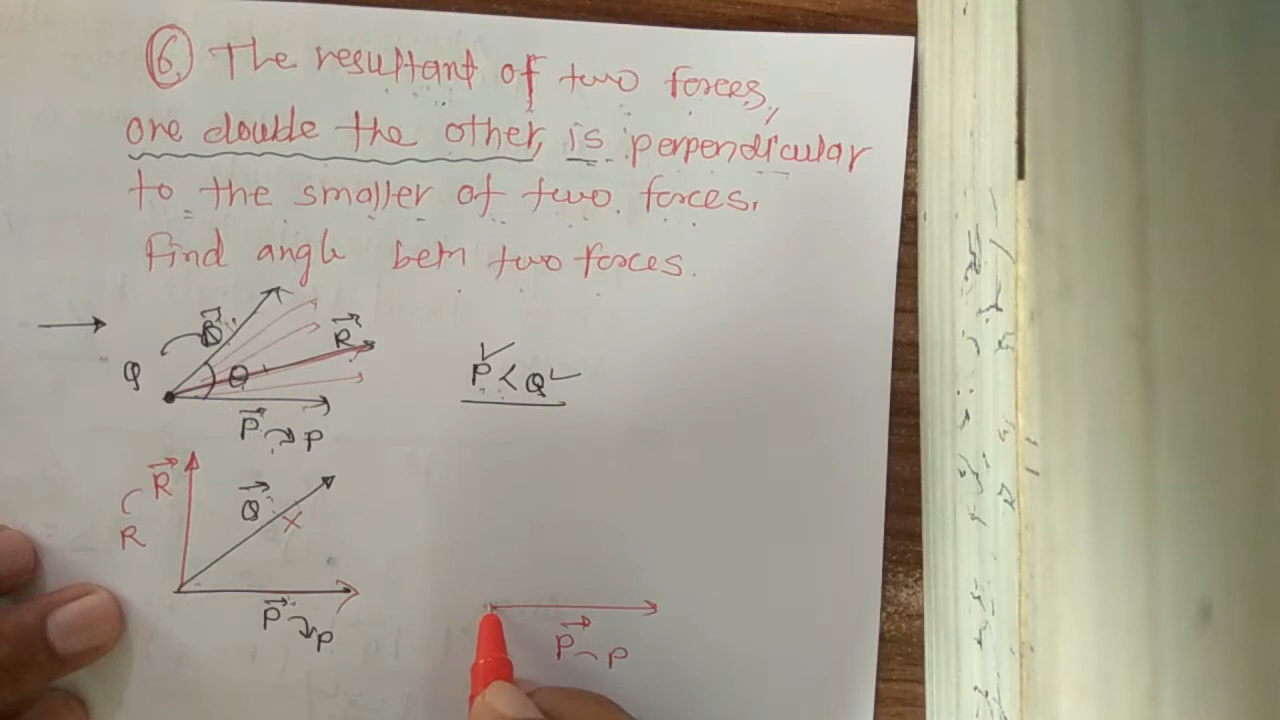 6. The resultant of two forces,
one double the other, is perpendicular
to the smaller of two forces.
Find angle betn two forces.
Q
Q
R
θ
P P
P < Q
R
R
Q
x
P P
P P